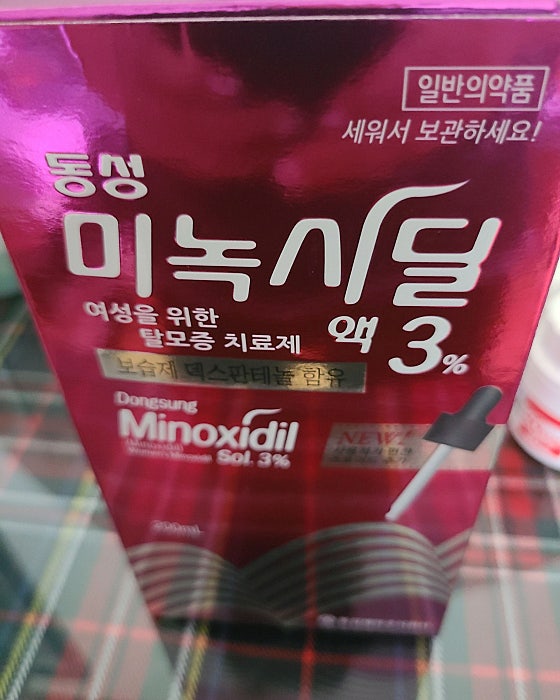 일반의약품
세워서 보관하세요!
동성
미녹시딜
여성을 위한
탈모증 치료제
액 3%
보습제 덱스판테놀 함유
Dongsung
Minoxidil
Sol. 3%
NEW!